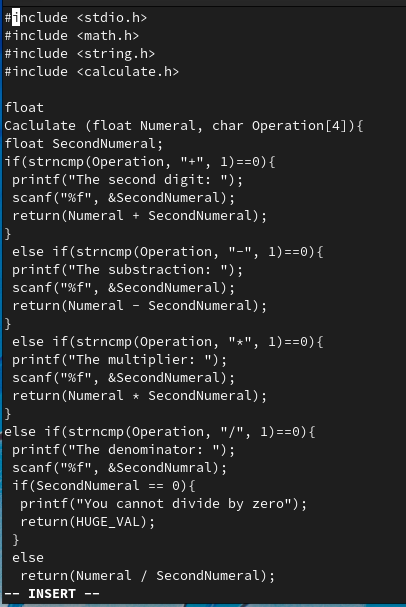 #include <stdio.h>
#include <math.h>
#include <string.h>
#include <calculate.h>
float
Caclulate (float Numeral, char Operation[4]){
float SecondNumeral;
if(strncmp(Operation, "+", 1)==0){
printf("The second digit: ");
scanf("%f", &SecondNumeral);
return(Numeral + SecondNumeral);
}
else if(strncmp(Operation, "-", 1)==0){
printf("The substraction: ");
scanf("%f", &SecondNumeral);
return(Numeral - SecondNumeral);
}
else if(strncmp(Operation, "*", 1)==0){
printf("The multiplier: ");
scanf("%f", &SecondNumeral);
return(Numeral * SecondNumeral);
}
else if(strncmp(Operation, "/", 1)==0){
printf("The denominator: ");
scanf("%f", &SecondNumral);
if(SecondNumeral == 0){
printf("You cannot divide by zero");
return(HUGE_VAL);
}
else
return(Numeral / SecondNumeral);
-- INSERT --